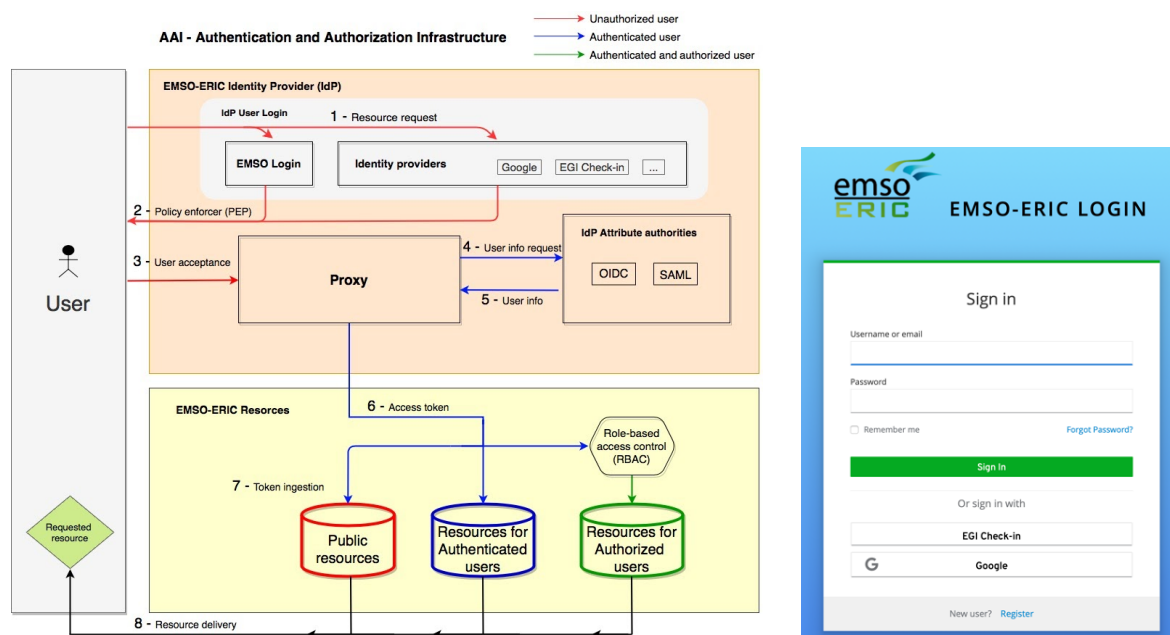 AAI - Authentication and Authorization Infrastructure
Unauthorized user
Authenticated user
Authenticated and authorized user
EMSO-ERIC Identity Provider (IdP)
IdP User Login
1 - Resource request
EMSO Login
Identity providers
Google
EGI Check-in
...
2 - Policy enforcer (PEP)
IdP Attribute authorities
OIDC
SAML
4 - User info request
3 - User acceptance
Proxy
5 - User info
User
EMSO-ERIC Resorces
6 - Access token
Role-based
access control
(RBAC)
7 - Token ingestion
Public
resources
Resources for
Authenticated
users
Resources for
Authorized
users
Requested
resource
8 - Resource delivery
emso
ERIC
EMSO-ERIC LOGIN
Sign in
Username or email
Password
Remember me
Forgot Password?
Sign In
Or sign in with
EGI Check-in
G
Google
New user? Register